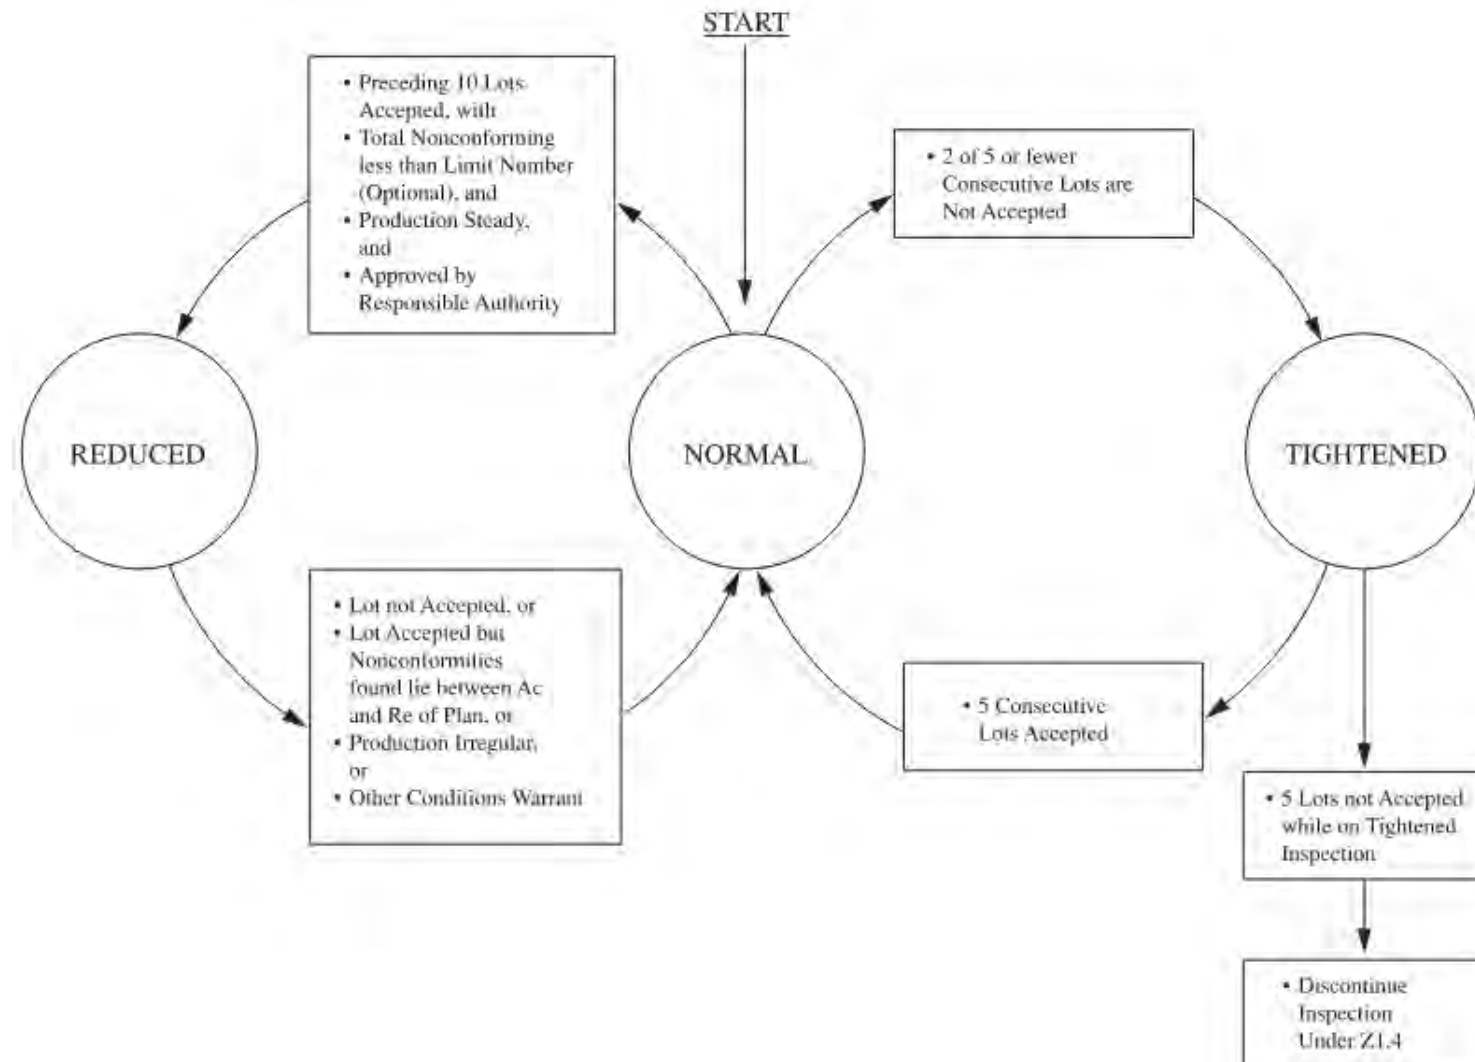 START
• Preceding 10 Lots
Accepted, with
• Total Nonconforming
less than Limit Number
(Optional), and
• Production Steady,
and
• Approved by
Responsible Authority
• 2 of 5 or fewer
Consecutive Lots are
Not Accepted
REDUCED
NORMAL
TIGHTENED
• Lot not Accepted, or
• Lot Accepted but
Nonconformities
found lie between Ac
and Re of Plan, or
• Production Irregular,
or
• Other Conditions Warrant
• 5 Consecutive
Lots Accepted
• 5 Lots not Accepted
while on Tightened
Inspection
• Discontinue
Inspection
Under Z1.4